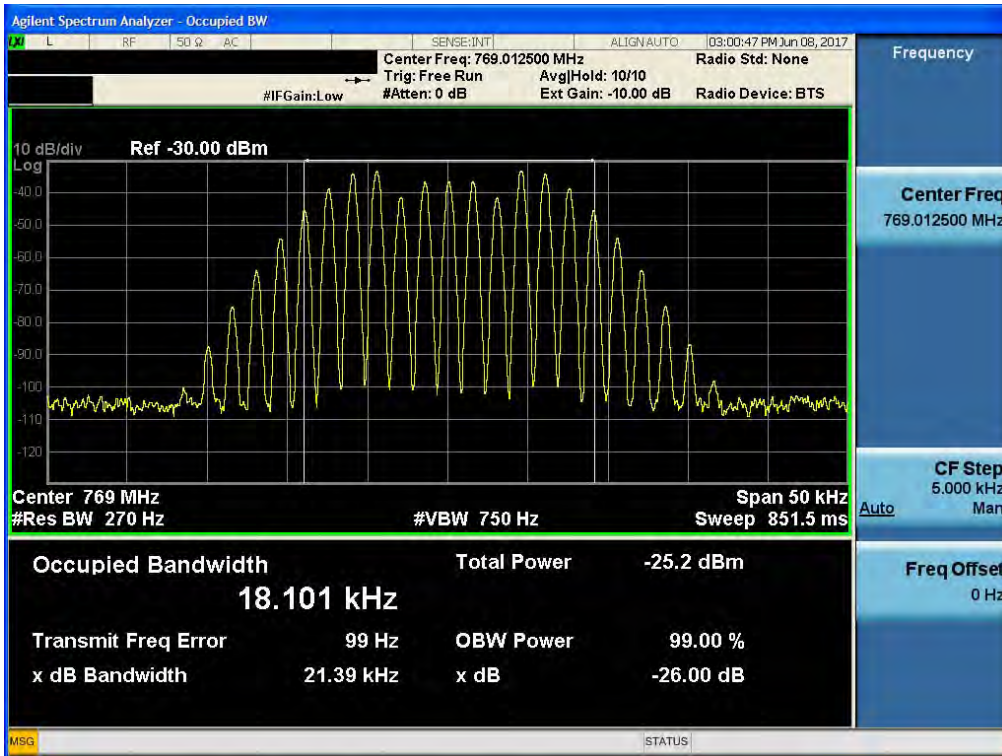 Agilent Spectrum Analyzer - Occupied BW
LXI L RF 50 Ω AC SENSE:INT ALIGN AUTO 03:00:47 PM Jun 08, 2017
Center Freq: 769.012500 MHz Radio Std: None
Trig: Free Run Avg|Hold: 10/10
#IFGain:Low #Atten: 0 dB Ext Gain: -10.00 dB Radio Device: BTS
10 dB/div Ref -30.00 dBm
Log
-40.0
-50.0
-60.0
-70.0
-80.0
-90.0
-100
-110
-120
Center 769 MHz Span 50 kHz
#Res BW 270 Hz #VBW 750 Hz Sweep 851.5 ms
Occupied Bandwidth Total Power -25.2 dBm
18.101 kHz
Transmit Freq Error 99 Hz OBW Power 99.00 %
x dB Bandwidth 21.39 kHz x dB -26.00 dB
MSG STATUS
Frequency
Center Freq
769.012500 MHz
CF Step
5.000 kHz
Auto Man
Freq Offset
0 Hz